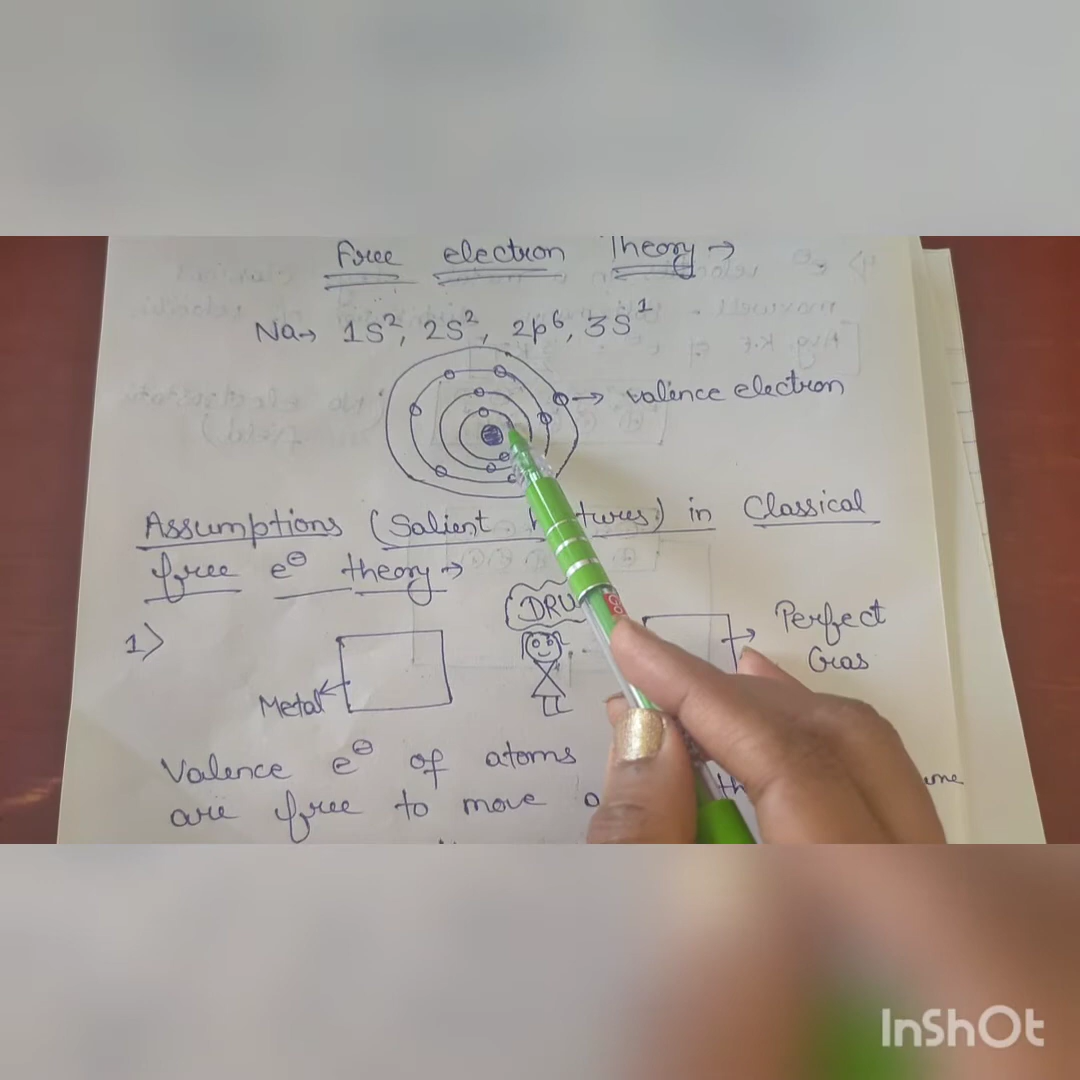 Free electron Theory →
Na→ 1S², 2S², 2p⁶, 3S¹
→ valence electron
Assumptions (Salient tures) in Classical
free e⊖ theory →
DRU
1>
Perfect
Gas
Metal
Valence e⊖ of atoms
are free to move
InShOt